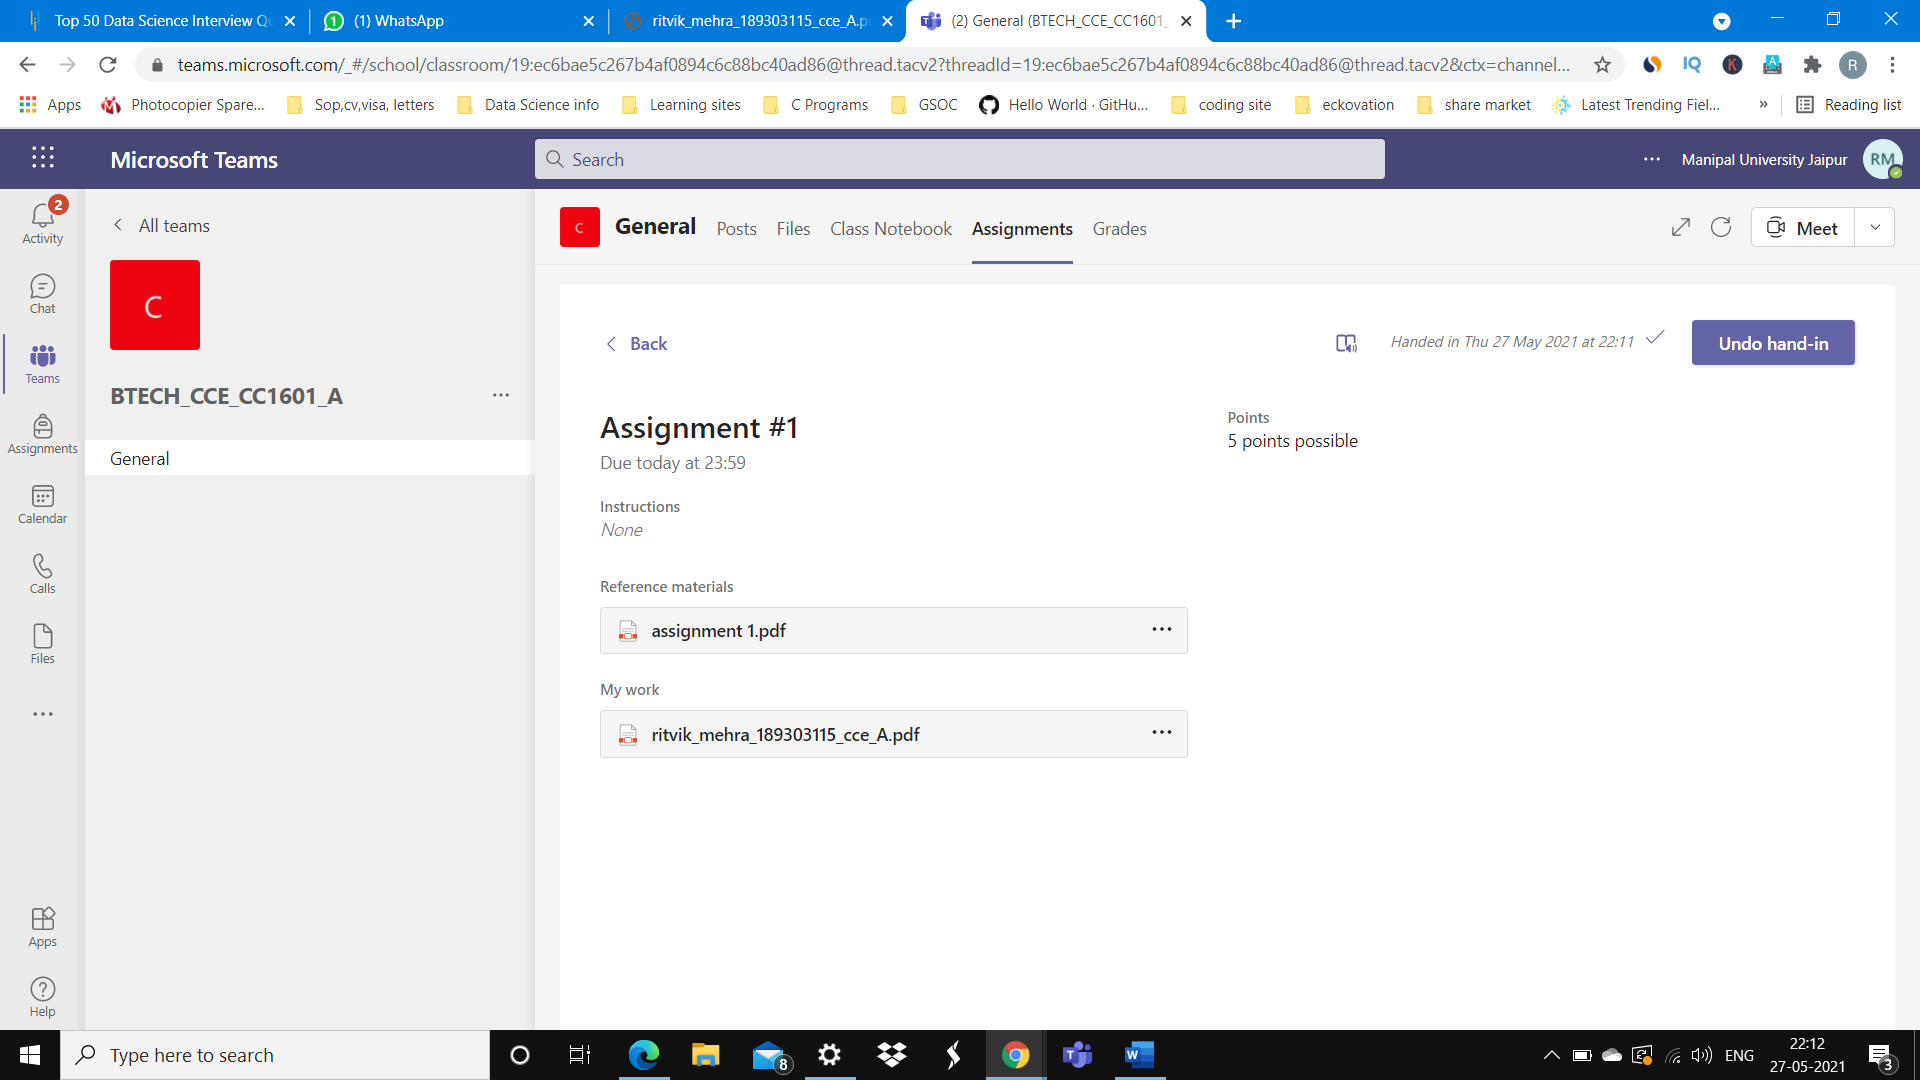 Top 50 Data Science Interview Qu
(1) WhatsApp
ritvik_mehra_189303115_cce_A.p
(2) General (BTECH_CCE_CC1601_
teams.microsoft.com/_#/school/classroom/19:ec6bae5c267b4af0894c6c88bc40ad86@thread.tacv2?threadId=19:ec6bae5c267b4af0894c6c88bc40ad86@thread.tacv2&ctx=channel...
IQ
K
A
R
Apps
Photocopier Spare...
Sop,cv,visa, letters
Data Science info
Learning sites
C Programs
GSOC
Hello World · GitHu...
coding site
eckovation
share market
Latest Trending Fiel...
»
Reading list
Microsoft Teams
Search
Manipal University Jaipur
RM
2
Activity
Chat
Teams
Assignments
Calendar
Calls
Files
Apps
Help
All teams
C
BTECH_CCE_CC1601_A
General
C
General
Posts
Files
Class Notebook
Assignments
Grades
Meet
Back
Handed in Thu 27 May 2021 at 22:11
Undo hand-in
Assignment #1
Due today at 23:59
Points
5 points possible
Instructions
None
Reference materials
assignment 1.pdf
My work
ritvik_mehra_189303115_cce_A.pdf
Type here to search
8
ENG
22:12
27-05-2021
3